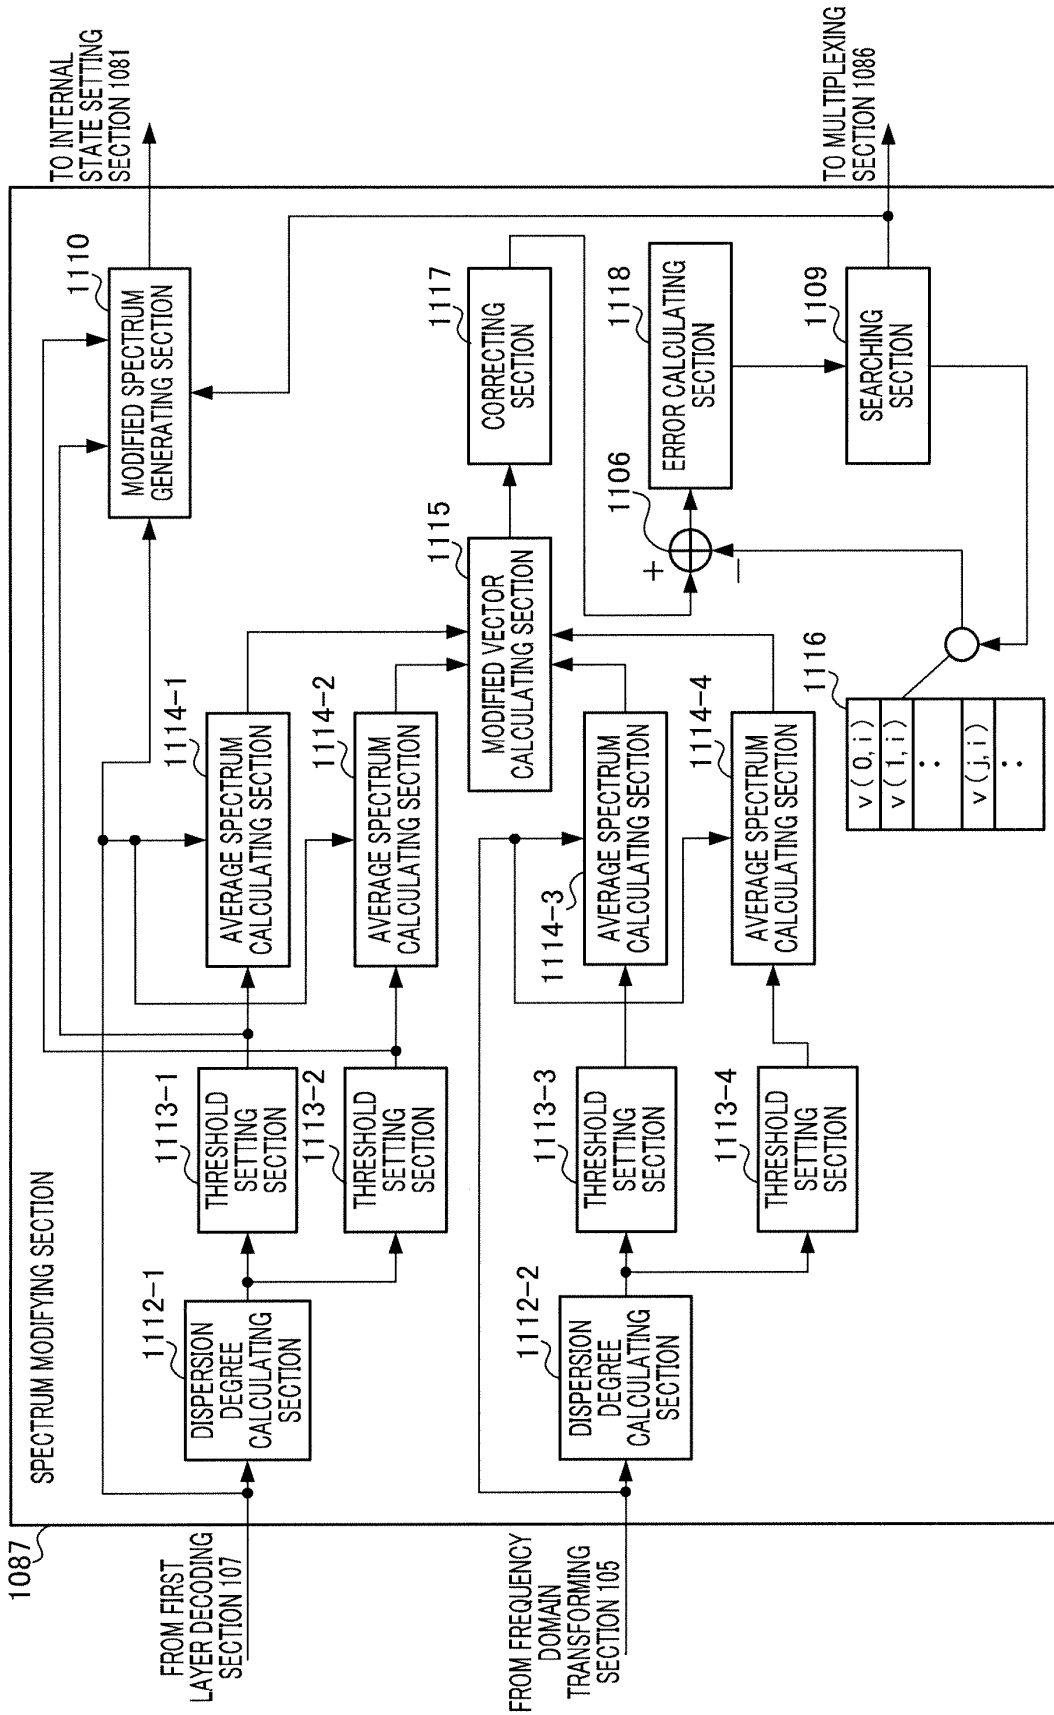 1087
SPECTRUM MODIFYING SECTION
FROM FIRST
LAYER DECODING
SECTION 107
1112-1
DISPERSION
DEGREE
CALCULATING
SECTION
1113-1
THRESHOLD
SETTING
SECTION
1113-2
THRESHOLD
SETTING
SECTION
1114-1
AVERAGE SPECTRUM
CALCULATING SECTION
1114-2
AVERAGE SPECTRUM
CALCULATING SECTION
1110
MODIFIED SPECTRUM
GENERATING SECTION
TO INTERNAL
STATE SETTING
SECTION 1081
FROM FREQUENCY
DOMAIN
TRANSFORMING
SECTION 105
1112-2
DISPERSION
DEGREE
CALCULATING
SECTION
1113-3
THRESHOLD
SETTING
SECTION
1113-4
THRESHOLD
SETTING
SECTION
1114-3
AVERAGE SPECTRUM
CALCULATING SECTION
1114-4
AVERAGE SPECTRUM
CALCULATING SECTION
1115
MODIFIED VECTOR
CALCULATING SECTION
1117
CORRECTING
SECTION
1106
+
−
1118
ERROR CALCULATING
SECTION
1109
SEARCHING
SECTION
1116
v(0,i)
v(1,i)
:
v(j,i)
:
TO MULTIPLEXING
SECTION 1086